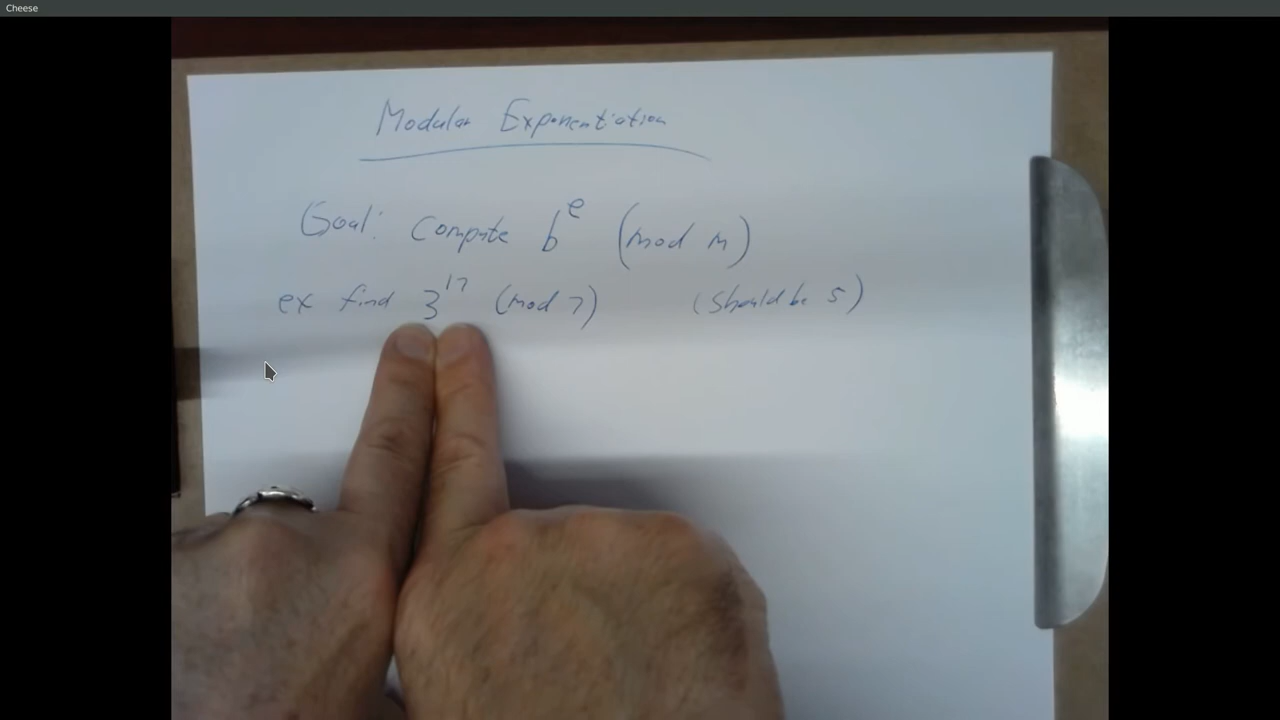 Cheese
Modular Exponentiation
Goal: Compute b^e (mod m)
ex find 3^17 (mod 7) (Should be 5)